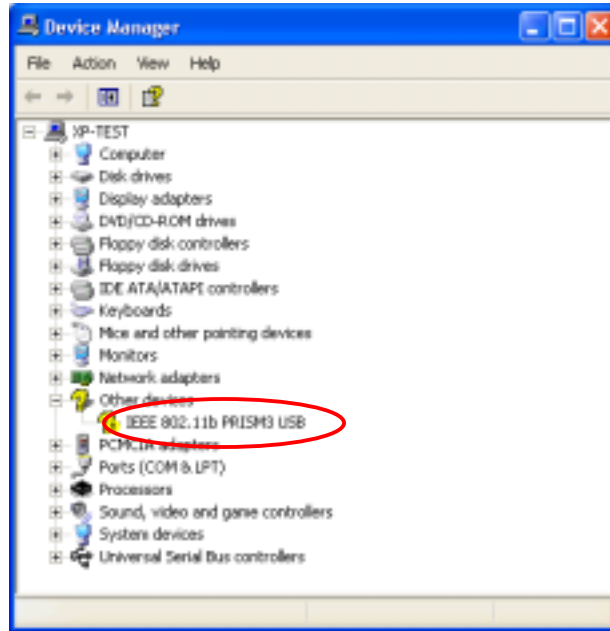 Device Manager
File Action View Help
XP-TEST
Computer
Disk drives
Display adapters
DVD/CD-ROM drives
Floppy disk controllers
Floppy disk drives
IDE ATA/ATAPI controllers
Keyboards
Mice and other pointing devices
Monitors
Network adapters
Other devices
IEEE 802.11b PRISM3 USB
PCMCIA adapters
Ports (COM & LPT)
Processors
Sound, video and game controllers
System devices
Universal Serial Bus controllers